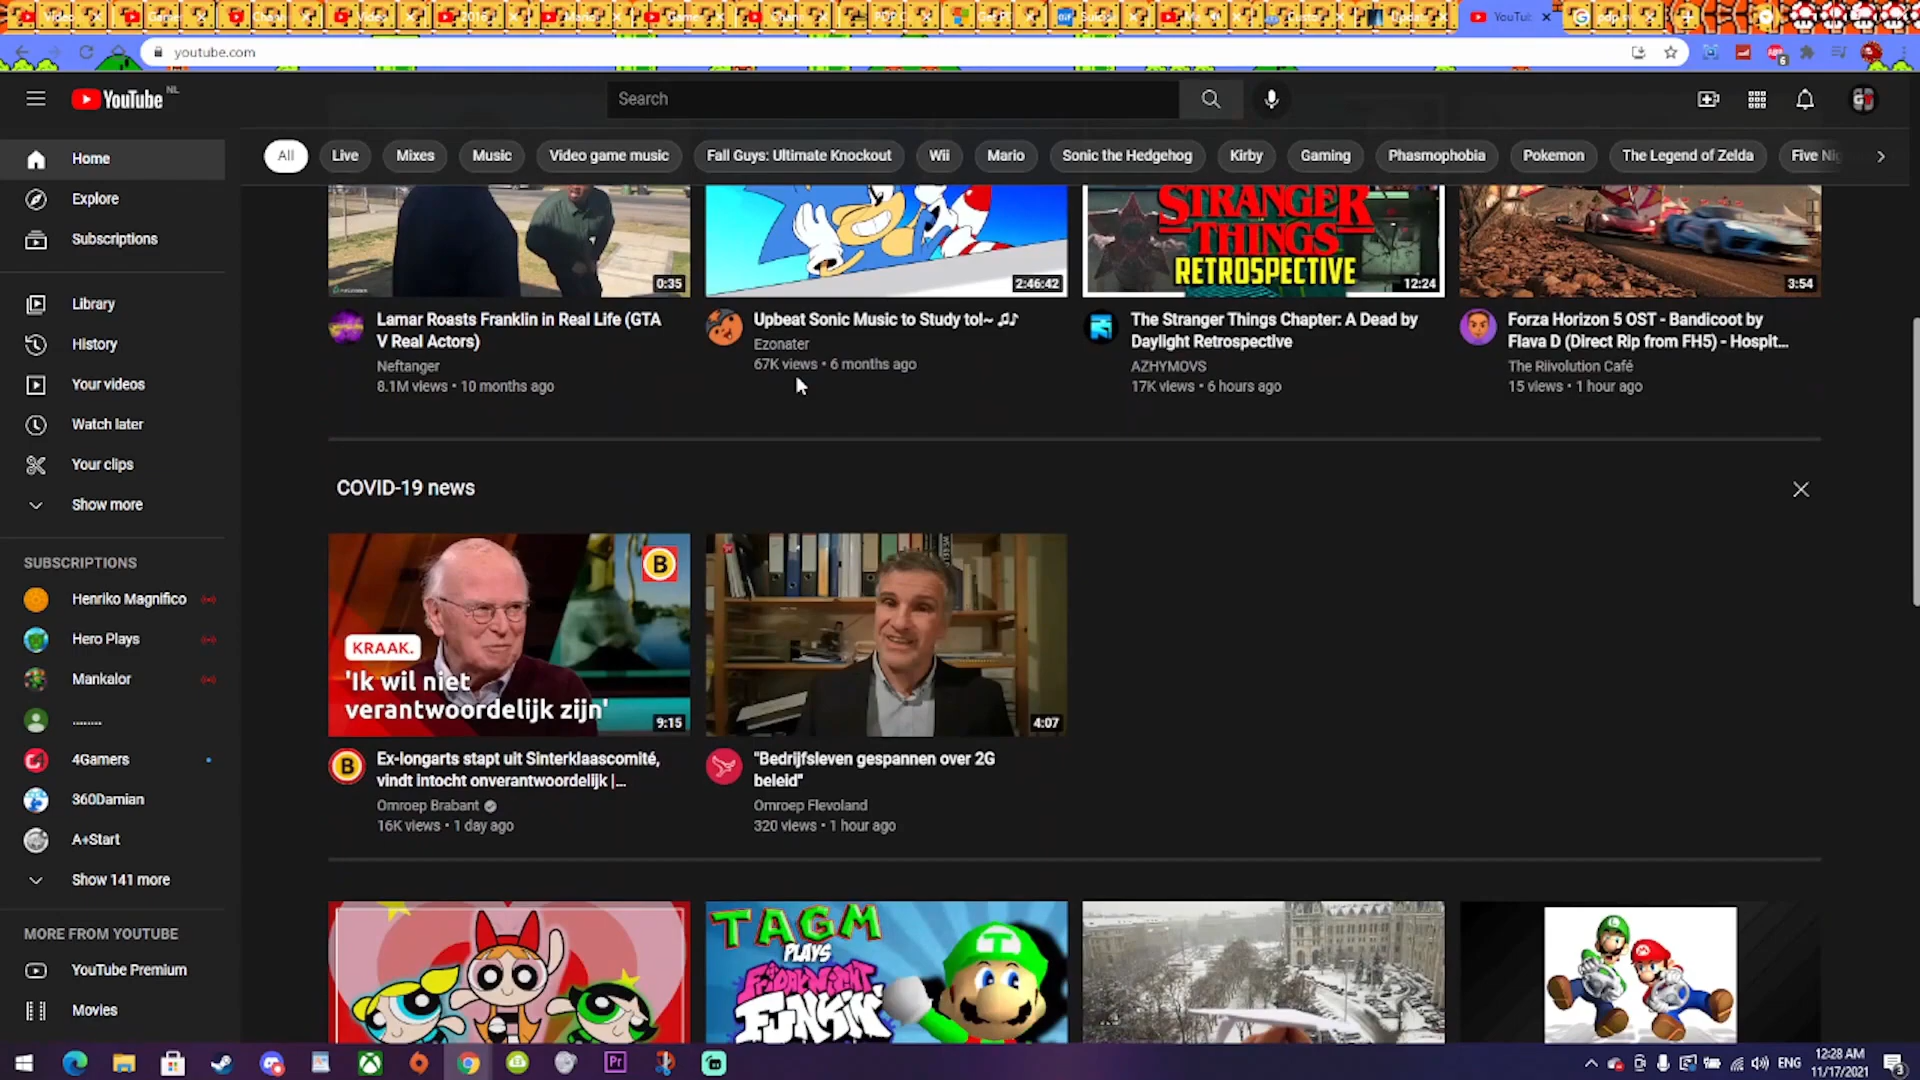 youtube.com
YouTube NL
Search
All
Live
Mixes
Music
Video game music
Fall Guys: Ultimate Knockout
Wii
Mario
Sonic the Hedgehog
Kirby
Gaming
Phasmophobia
Pokemon
The Legend of Zelda
Home
Explore
Subscriptions
Library
History
Your videos
Watch later
Your clips
Show more
SUBSCRIPTIONS
Henriko Magnifico
Hero Plays
Mankalor
........
4Gamers
360Damian
A+Start
Show 141 more
MORE FROM YOUTUBE
YouTube Premium
Movies
0:35
Lamar Roasts Franklin in Real Life (GTA
V Real Actors)
Neftanger
8.1M views • 10 months ago
2:46:42
Upbeat Sonic Music to Study to!~ ♫♪
Ezonater
67K views • 6 months ago
STRANGER
THINGS
RETROSPECTIVE
12:24
The Stranger Things Chapter: A Dead by
Daylight Retrospective
AZHYMOVS
17K views • 6 hours ago
3:54
Forza Horizon 5 OST - Bandicoot by
Flava D (Direct Rip from FH5) - Hospit...
The Riivolution Café
15 views • 1 hour ago
COVID-19 news
B
KRAAK.
'Ik wil niet
verantwoordelijk zijn'
9:15
B
Ex-longarts stapt uit Sinterklaascomité,
vindt intocht onverantwoordelijk |...
Omroep Brabant
16K views • 1 day ago
4:07
"Bedrijfsleven gespannen over 2G
beleid"
Omroep Flevoland
320 views • 1 hour ago
TAGM
PLAYS
FRIDAY NIGHT
FUNKIN'
T
Pr
ENG
12:28 AM
11/17/2021
3